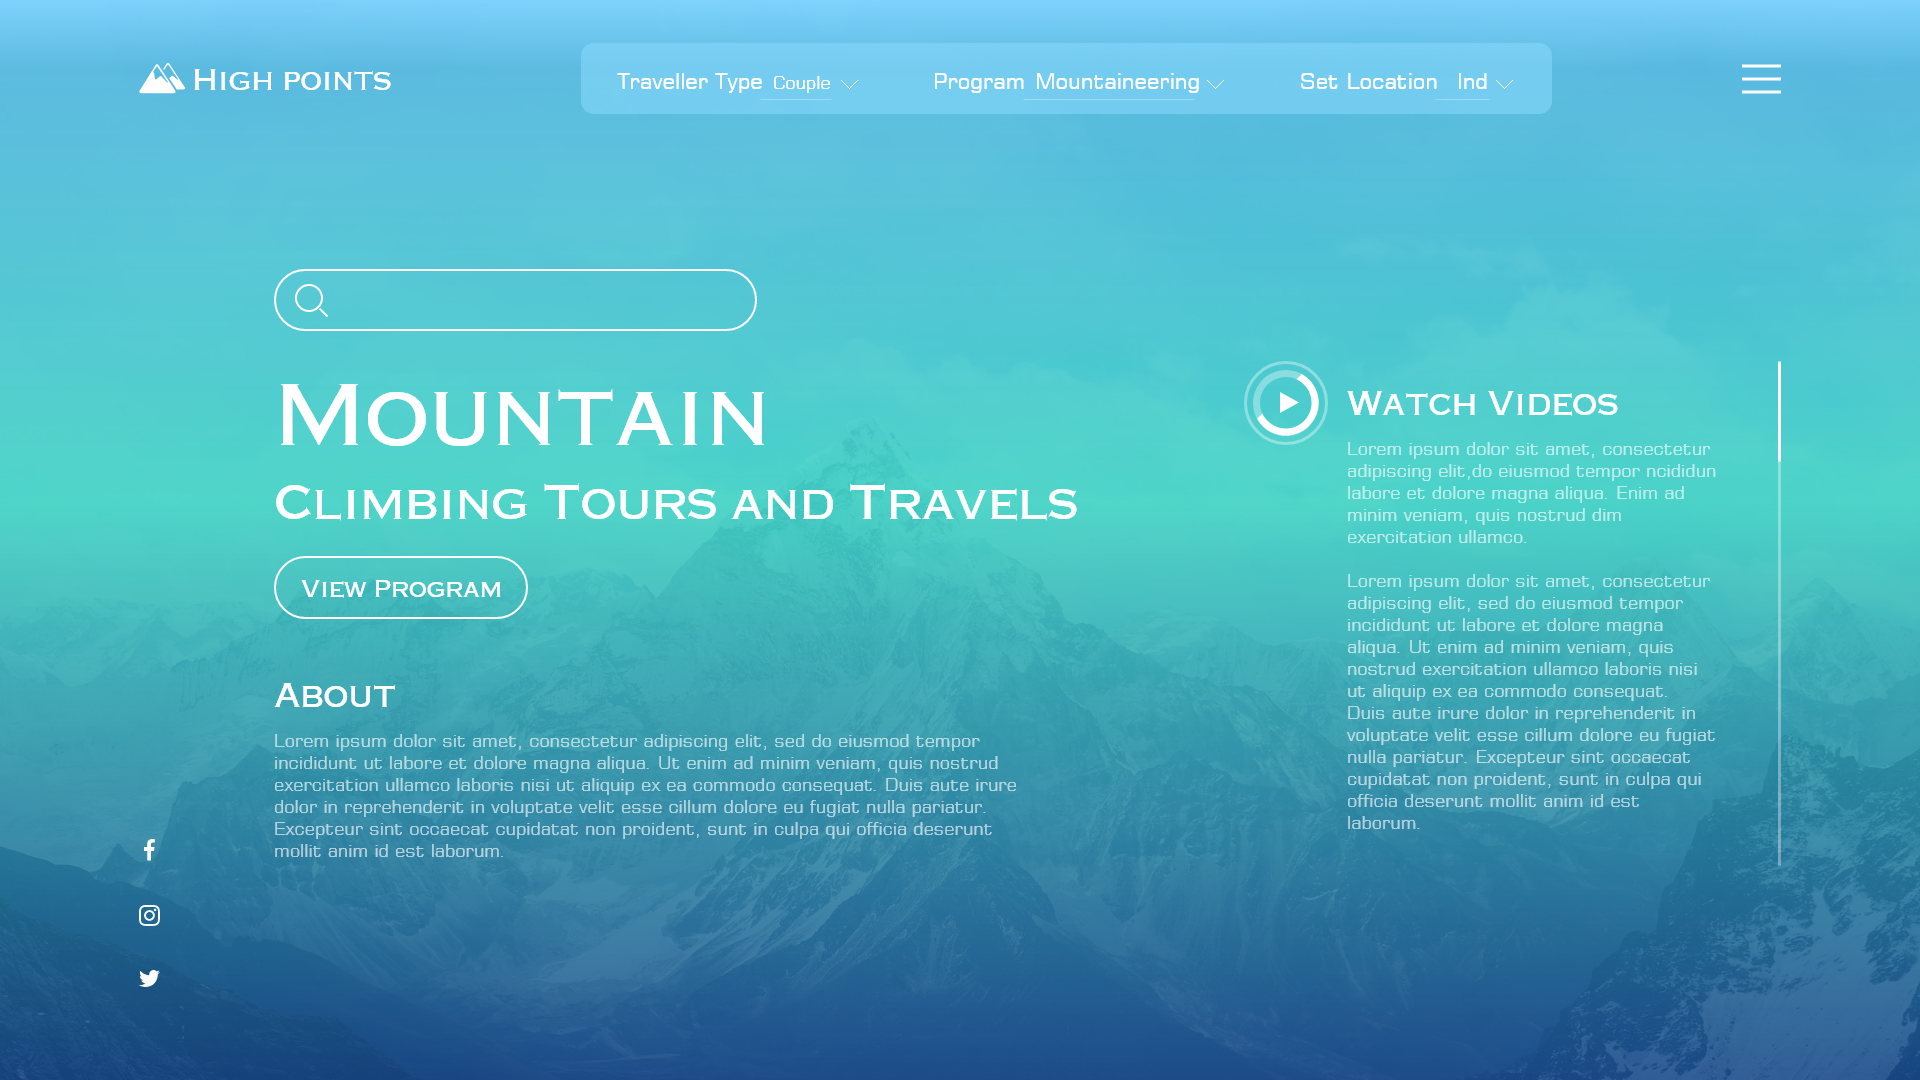 High points
Traveller Type Couple
Program Mountaineering
Set Location Ind
Mountain
Climbing Tours and Travels
View Program
About
Lorem ipsum dolor sit amet, consectetur adipiscing elit, sed do eiusmod tempor
incididunt ut labore et dolore magna aliqua. Ut enim ad minim veniam, quis nostrud
exercitation ullamco laboris nisi ut aliquip ex ea commodo consequat. Duis aute irure
dolor in reprehenderit in voluptate velit esse cillum dolore eu fugiat nulla pariatur.
Excepteur sint occaecat cupidatat non proident, sunt in culpa qui officia deserunt
mollit anim id est laborum.
Watch Videos
Lorem ipsum dolor sit amet, consectetur
adipiscing elit,do eiusmod tempor ncididun
labore et dolore magna aliqua. Enim ad
minim veniam, quis nostrud dim
exercitation ullamco.
Lorem ipsum dolor sit amet, consectetur
adipiscing elit, sed do eiusmod tempor
incididunt ut labore et dolore magna
aliqua. Ut enim ad minim veniam, quis
nostrud exercitation ullamco laboris nisi
ut aliquip ex ea commodo consequat.
Duis aute irure dolor in reprehenderit in
voluptate velit esse cillum dolore eu fugiat
nulla pariatur. Excepteur sint occaecat
cupidatat non proident, sunt in culpa qui
officia deserunt mollit anim id est
laborum.